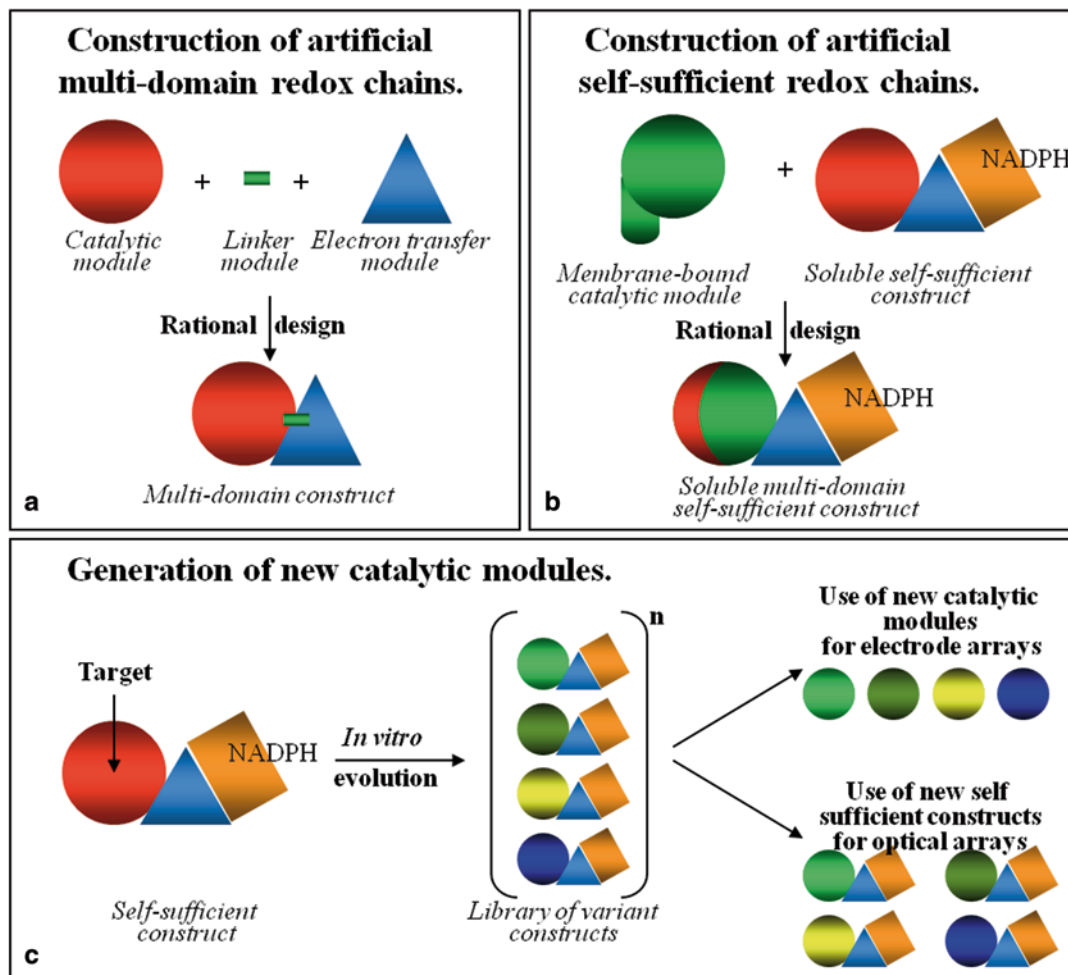 Construction of artificial
multi-domain redox chains.
+ +
Catalytic
module
Linker
module
Electron transfer
module
Rational design
Multi-domain construct
a
Construction of artificial
self-sufficient redox chains.
+
NADPH
Membrane-bound
catalytic module
Soluble self-sufficient
construct
Rational design
NADPH
Soluble multi-domain
self-sufficient construct
b
Generation of new catalytic modules.
Target
NADPH
Self-sufficient
construct
In vitro
evolution
n
Library of variant
constructs
Use of new catalytic
modules
for electrode arrays
Use of new self
sufficient constructs
for optical arrays
c